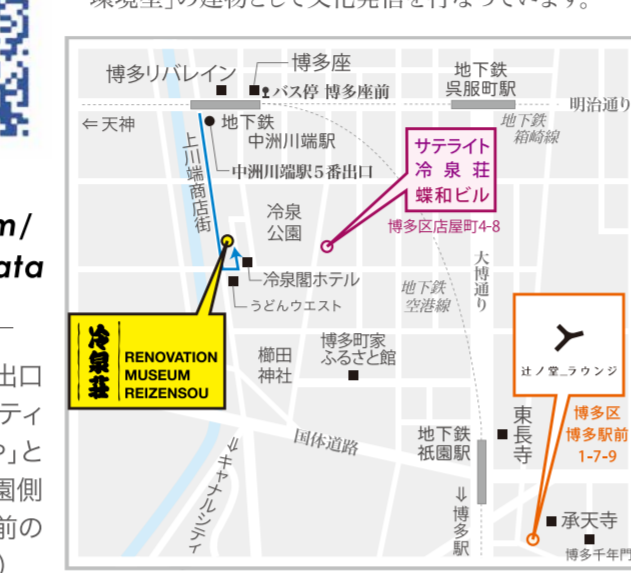 環境型」の建物として文化発信を行なっています。
博多リバレイン
博多座
バス停 博多座前
地下鉄
呉服町駅
明治通り
⇐天神
地下鉄
中洲川端駅
中洲川端駅5番出口
地下鉄
箱崎線
上川端商店街
サテライト
冷泉荘
蝶和ビル
博多区店屋町4-8
冷泉
公園
m/
ata
冷泉閣ホテル
うどんウエスト
地下鉄
空港線
大博通り
冷泉荘
RENOVATION
MUSEUM
REIZENSOU
櫛田
神社
博多町家
ふるさと館
辻ノ堂_ラウンジ
出口
ティ
?」と
園側
前の
)
国体道路
⇓キャナルシティ
地下鉄
祇園駅
⇓博多駅
東長寺
博多区
博多駅前
1-7-9
承天寺
博多千年門